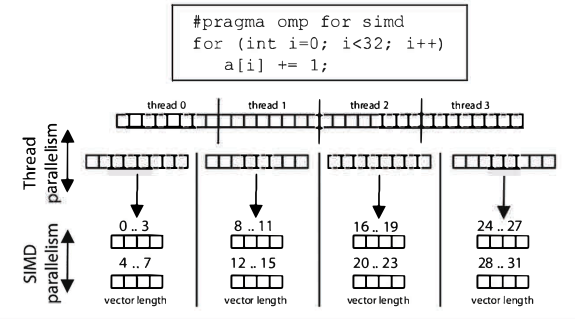 #pragma omp for simd
for (int i=0; i<32; i++)
a[i] += 1;
thread 0 thread 1 thread 2 thread 3
Thread
parallelism
SIMD
parallelism
0 .. 3 8 .. 11 16 .. 19 24 .. 27
4 .. 7 12 .. 15 20 .. 23 28 .. 31
vector length vector length vector length vector length